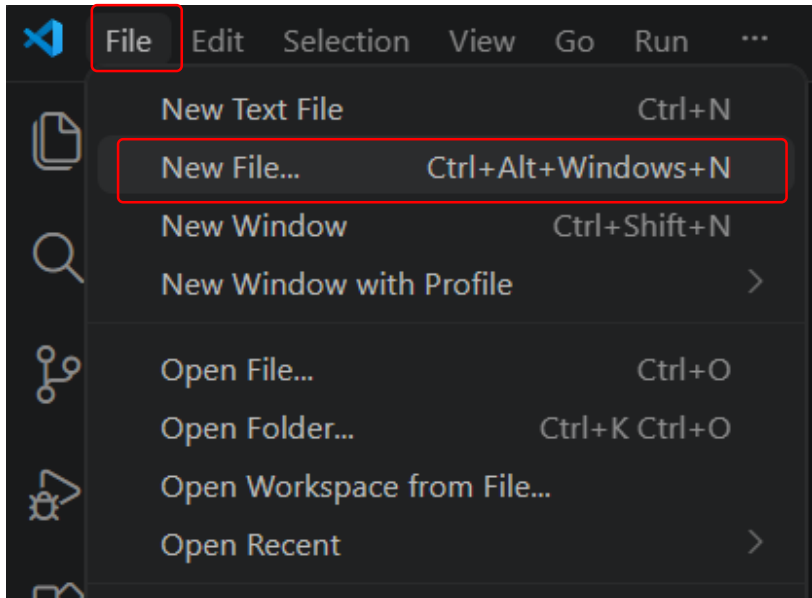 File Edit Selection View Go Run ...
New Text File Ctrl+N
New File... Ctrl+Alt+Windows+N
New Window Ctrl+Shift+N
New Window with Profile
Open File... Ctrl+O
Open Folder... Ctrl+K Ctrl+O
Open Workspace from File...
Open Recent